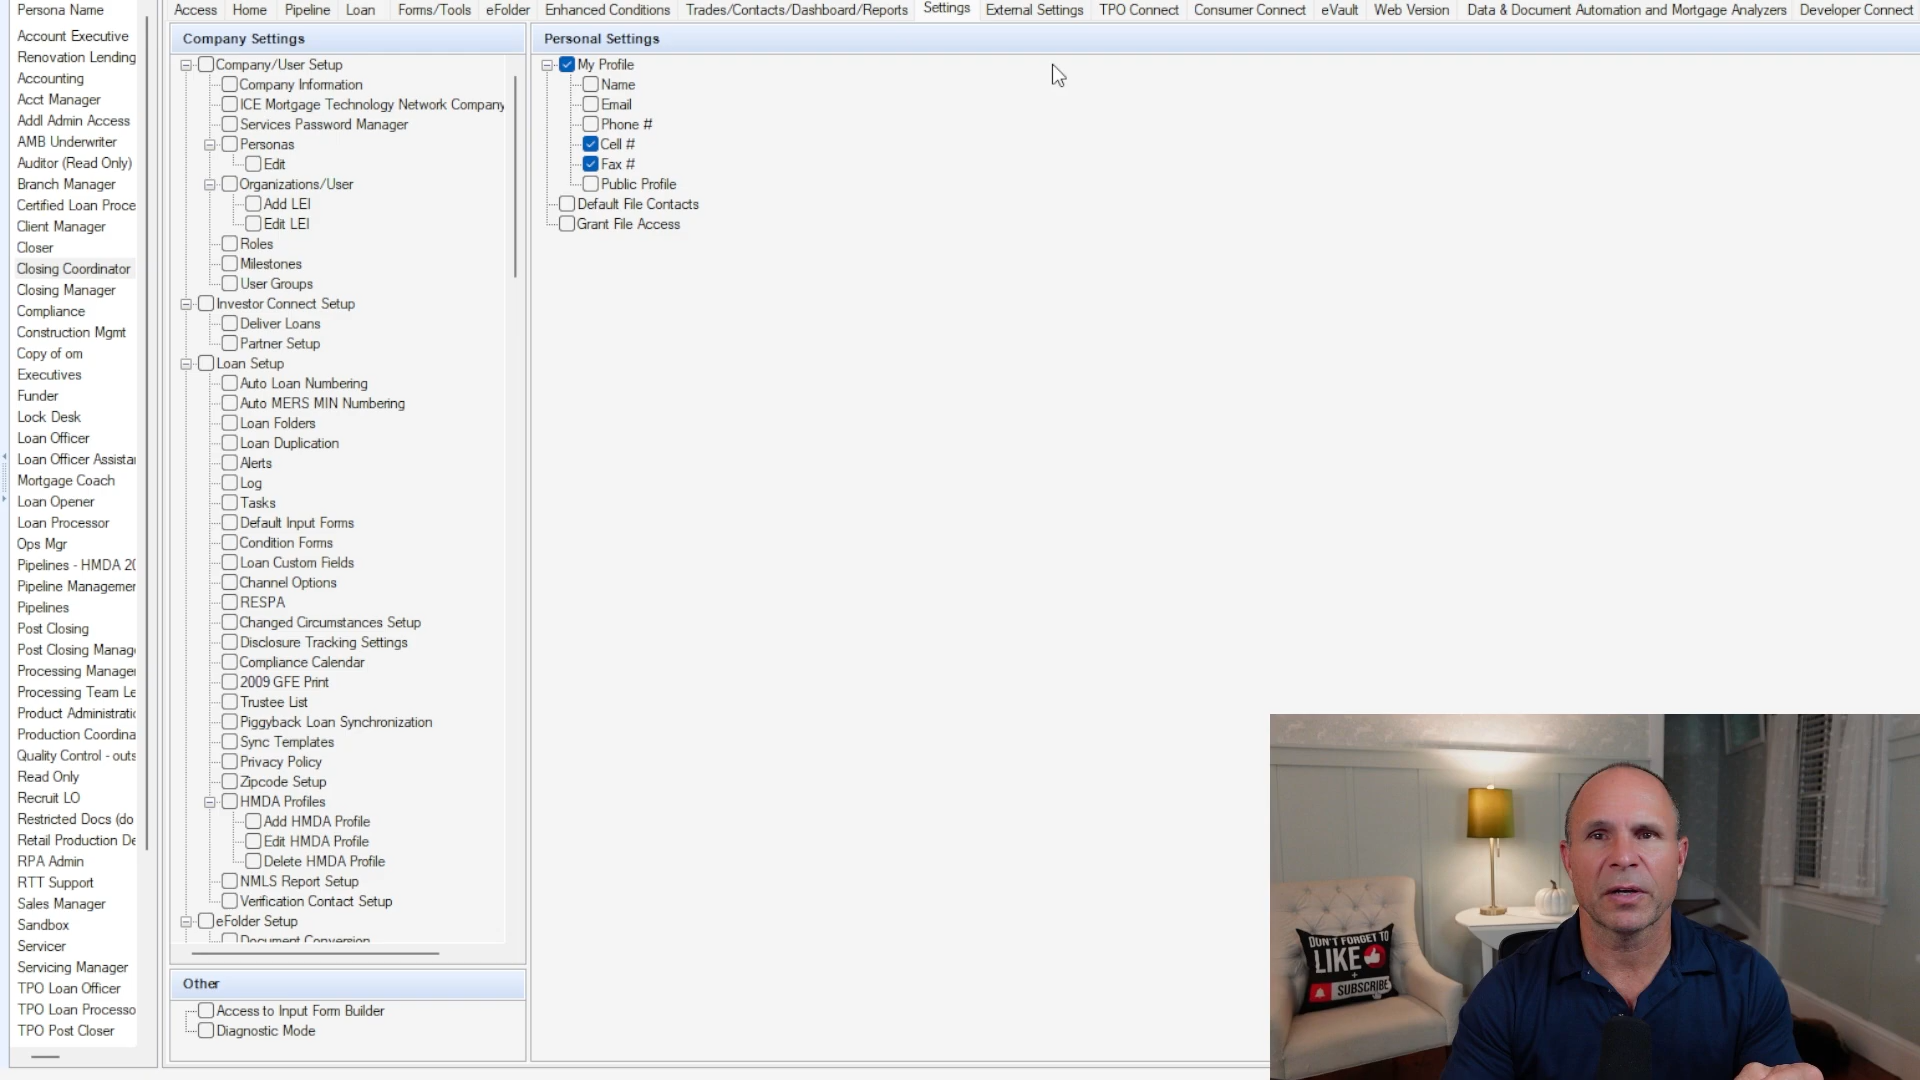 Persona Name
Account Executive
Renovation Lending
Accounting
Acct Manager
Addl Admin Access
AMB Underwriter
Auditor (Read Only)
Branch Manager
Certified Loan Proce
Client Manager
Closer
Closing Coordinator
Closing Manager
Compliance
Construction Mgmt
Copy of om
Executives
Funder
Lock Desk
Loan Officer
Loan Officer Assista
Mortgage Coach
Loan Opener
Loan Processor
Ops Mgr
Pipelines - HMDA 20
Pipeline Managemer
Pipelines
Post Closing
Post Closing Manag
Processing Manager
Processing Team Le
Product Administratic
Production Coordina
Quality Control - outs
Read Only
Recruit LO
Restricted Docs (do
Retail Production De
RPA Admin
RTT Support
Sales Manager
Sandbox
Servicer
Servicing Manager
TPO Loan Officer
TPO Loan Processo
TPO Post Closer
Access Home Pipeline Loan Forms/Tools eFolder Enhanced Conditions Trades/Contacts/Dashboard/Reports Settings External Settings TPO Connect Consumer Connect eVault Web Version Data & Document Automation and Mortgage Analyzers Developer Connect
Company Settings
Company/User Setup
Company Information
ICE Mortgage Technology Network Company
Services Password Manager
Personas
Edit
Organizations/User
Add LEI
Edit LEI
Roles
Milestones
User Groups
Investor Connect Setup
Deliver Loans
Partner Setup
Loan Setup
Auto Loan Numbering
Auto MERS MIN Numbering
Loan Folders
Loan Duplication
Alerts
Log
Tasks
Default Input Forms
Condition Forms
Loan Custom Fields
Channel Options
RESPA
Changed Circumstances Setup
Disclosure Tracking Settings
Compliance Calendar
2009 GFE Print
Trustee List
Piggyback Loan Synchronization
Sync Templates
Privacy Policy
Zipcode Setup
HMDA Profiles
Add HMDA Profile
Edit HMDA Profile
Delete HMDA Profile
NMLS Report Setup
Verification Contact Setup
eFolder Setup
Document Conversion
Other
Access to Input Form Builder
Diagnostic Mode
Personal Settings
My Profile
Name
Email
Phone #
Cell #
Fax #
Public Profile
Default File Contacts
Grant File Access
DON'T FORGET TO
LIKE
+
SUBSCRIBE